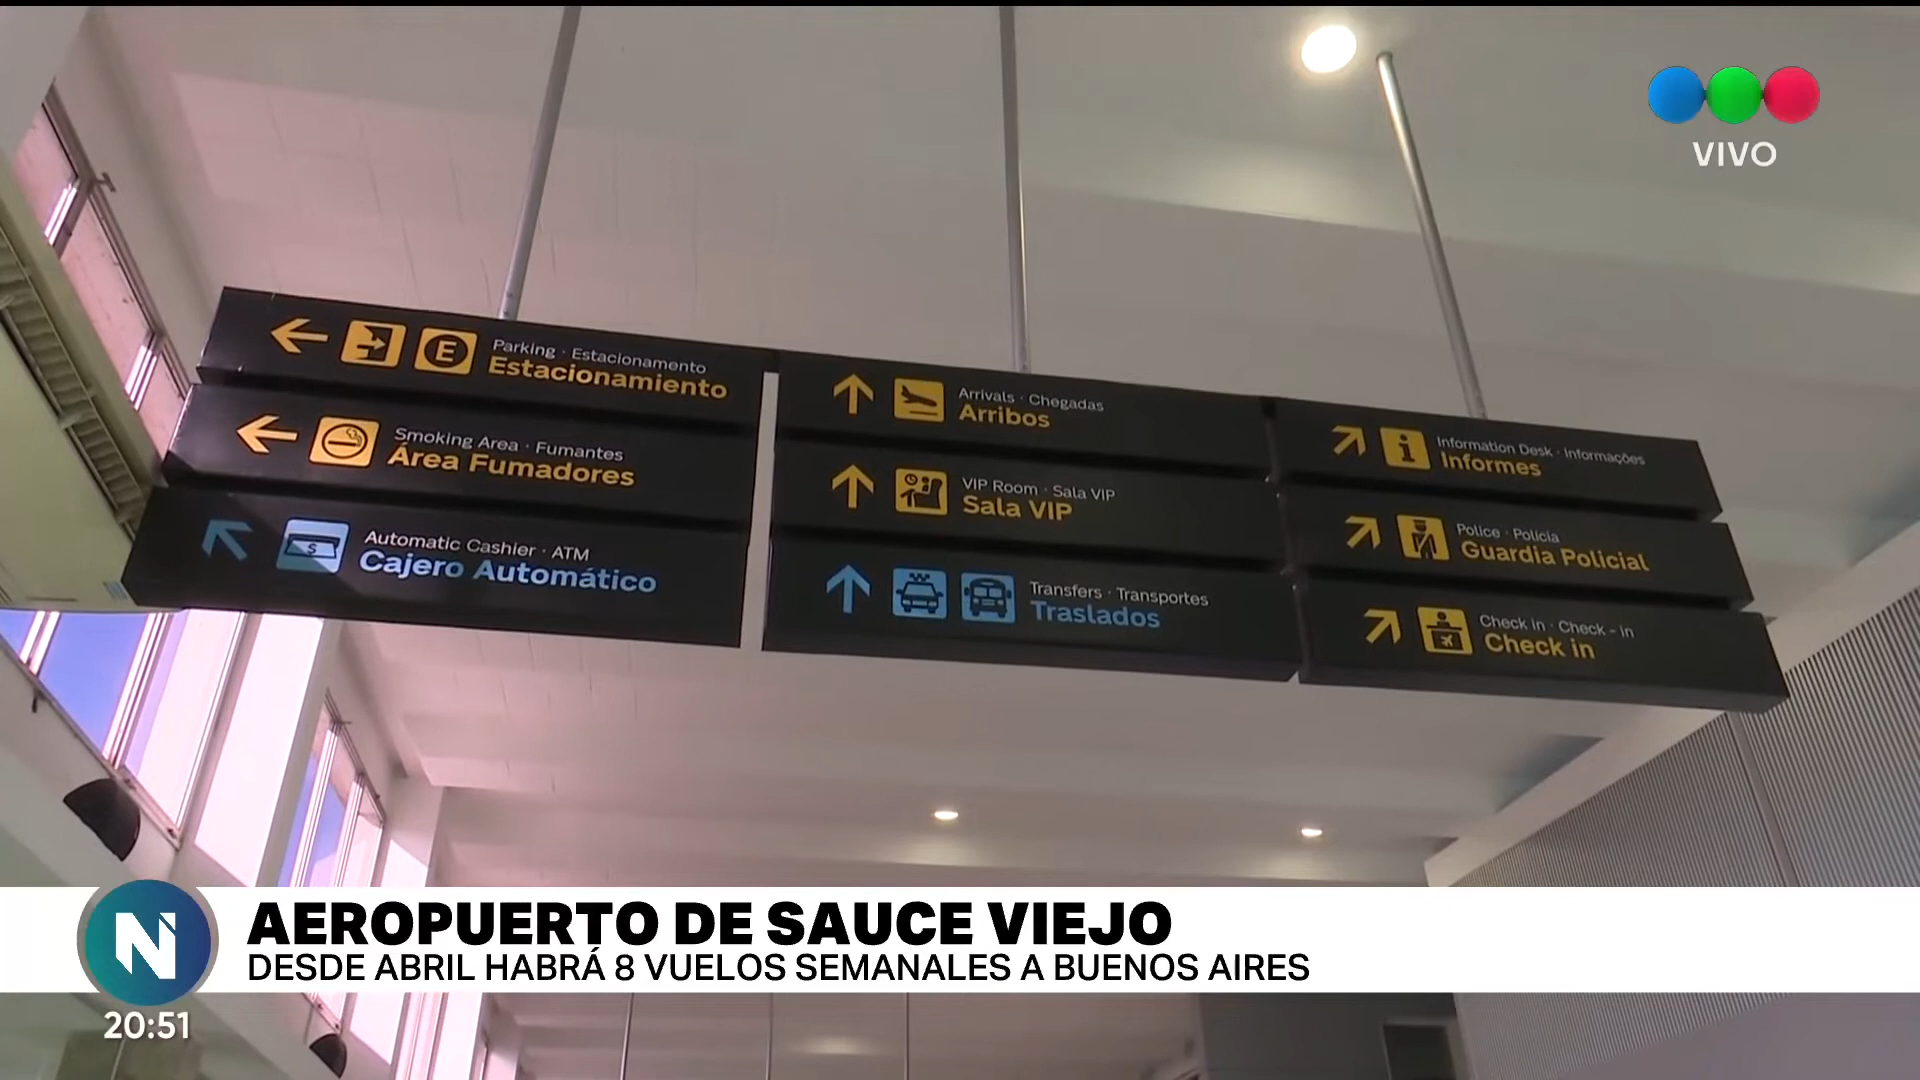 VIVO
E
Parking · Estacionamento
Estacionamiento
Smoking Area · Fumantes
Área Fumadores
Automatic Cashier · ATM
$
Cajero Automático
Arrivals · Chegadas
Arribos
VIP Room · Sala VIP
Sala VIP
Transfers · Transportes
Traslados
Information Desk · Informações
i
Informes
Police · Policía
Guardia Policial
Check in · Check - in
Check in
N
AEROPUERTO DE SAUCE VIEJO
DESDE ABRIL HABRÁ 8 VUELOS SEMANALES A BUENOS AIRES
20:51